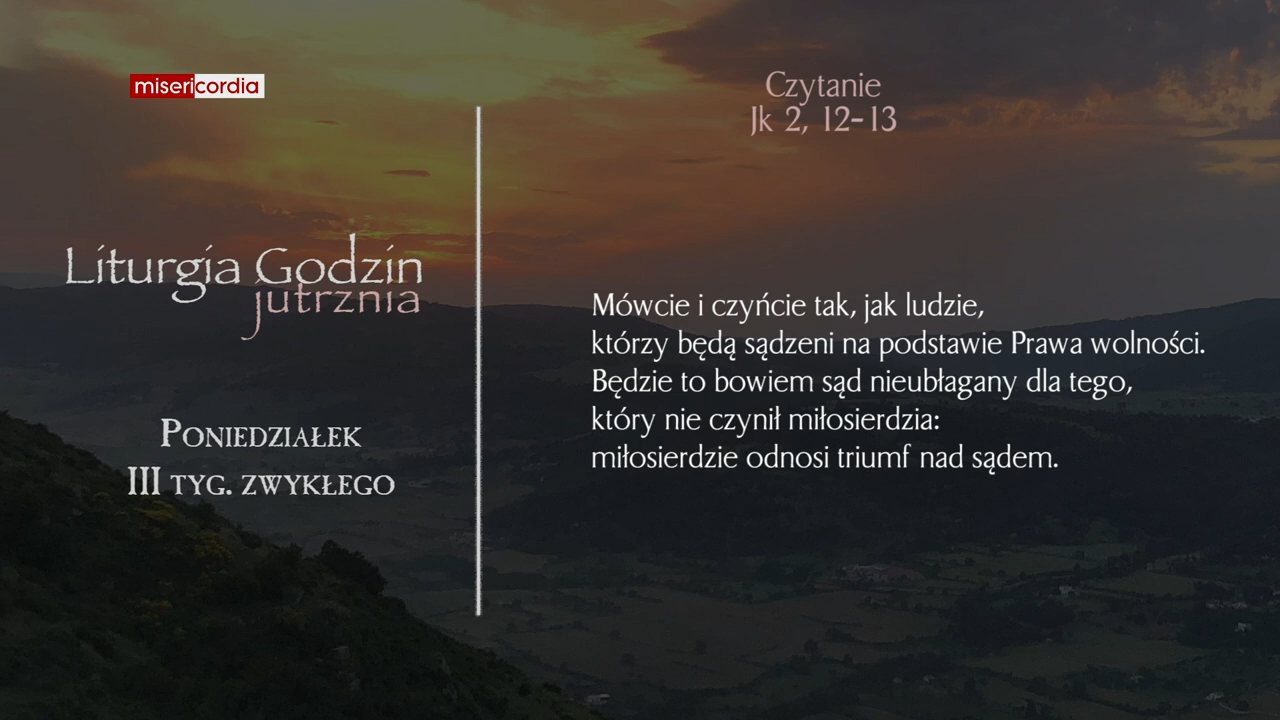 misericordia
Liturgia Godzin
jutrznia
Poniedziałek
III tyg. zwykłego
Czytanie
Jk 2, 12-13
Mówcie i czyńcie tak, jak ludzie,
którzy będą sądzeni na podstawie Prawa wolności.
Będzie to bowiem sąd nieubłagany dla tego,
który nie czynił miłosierdzia:
miłosierdzie odnosi triumf nad sądem.